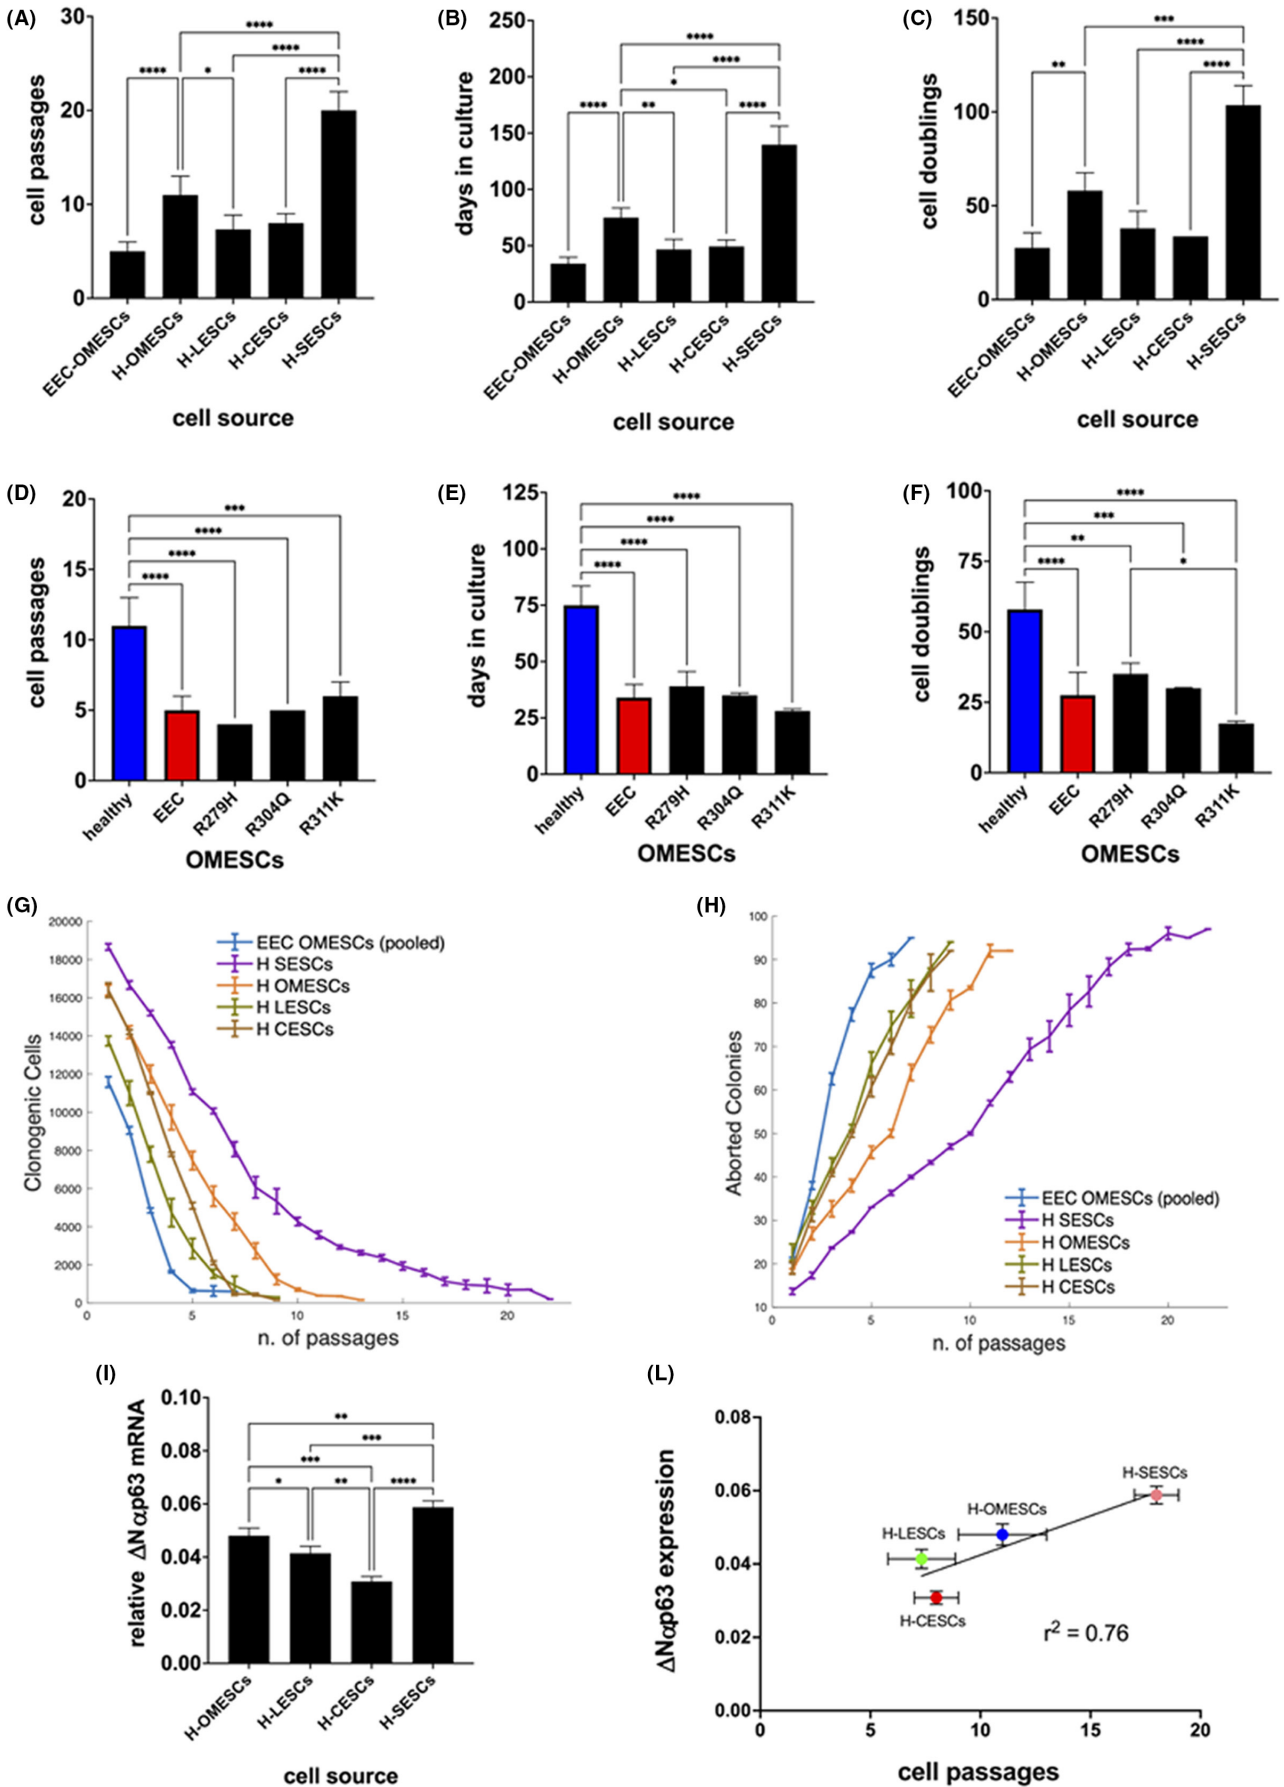 (A)
30
20
10
0
cell passages
****
****
****
*
****
EEC-OMESCs
H-OMESCs
H-LESCs
H-CESCs
H-SESCs
cell source
(B)
250
200
150
100
50
0
days in culture
****
****
*
****
**
****
EEC-OMESCs
H-OMESCs
H-LESCs
H-CESCs
H-SESCs
cell source
(C)
150
100
50
0
cell doublings
***
****
**
****
EEC-OMESCs
H-OMESCs
H-LESCs
H-CESCs
H-SESCs
cell source
(D)
20
15
10
5
0
cell passages
***
****
****
****
healthy
EEC
R279H
R304Q
R311K
OMESCs
(E)
125
100
75
50
25
0
days in culture
****
****
****
****
healthy
EEC
R279H
R304Q
R311K
OMESCs
(F)
100
75
50
25
0
cell doublings
****
***
**
****
*
healthy
EEC
R279H
R304Q
R311K
OMESCs
(G)
20000
18000
16000
14000
12000
10000
8000
6000
4000
2000
0
Clonogenic Cells
EEC OMESCs (pooled)
H SESCs
H OMESCs
H LESCs
H CESCs
0 5 10 15 20
n. of passages
(H)
100
90
80
70
60
50
40
30
20
10
Aborted Colonies
EEC OMESCs (pooled)
H SESCs
H OMESCs
H LESCs
H CESCs
0 5 10 15 20
n. of passages
(I)
0.10
0.08
0.06
0.04
0.02
0.00
relative ΔNαp63 mRNA
**
***
***
*
**
****
H-OMESCs
H-LESCs
H-CESCs
H-SESCs
cell source
(L)
0.08
0.06
0.04
0.02
0.00
ΔNαp63 expression
H-SESCs
H-OMESCs
H-LESCs
H-CESCs
r² = 0.76
0 5 10 15 20
cell passages